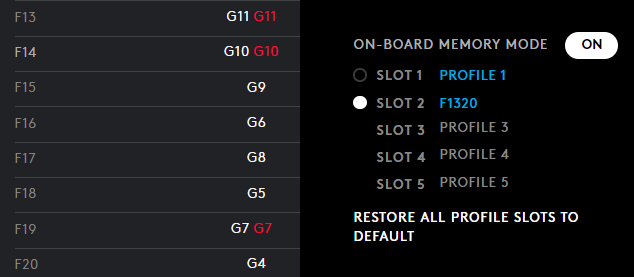 F13 G11 G11
F14 G10 G10
F15 G9
F16 G6
F17 G8
F18 G5
F19 G7 G7
F20 G4
ON-BOARD MEMORY MODE ON
SLOT 1 PROFILE 1
SLOT 2 F1320
SLOT 3 PROFILE 3
SLOT 4 PROFILE 4
SLOT 5 PROFILE 5
RESTORE ALL PROFILE SLOTS TO
DEFAULT